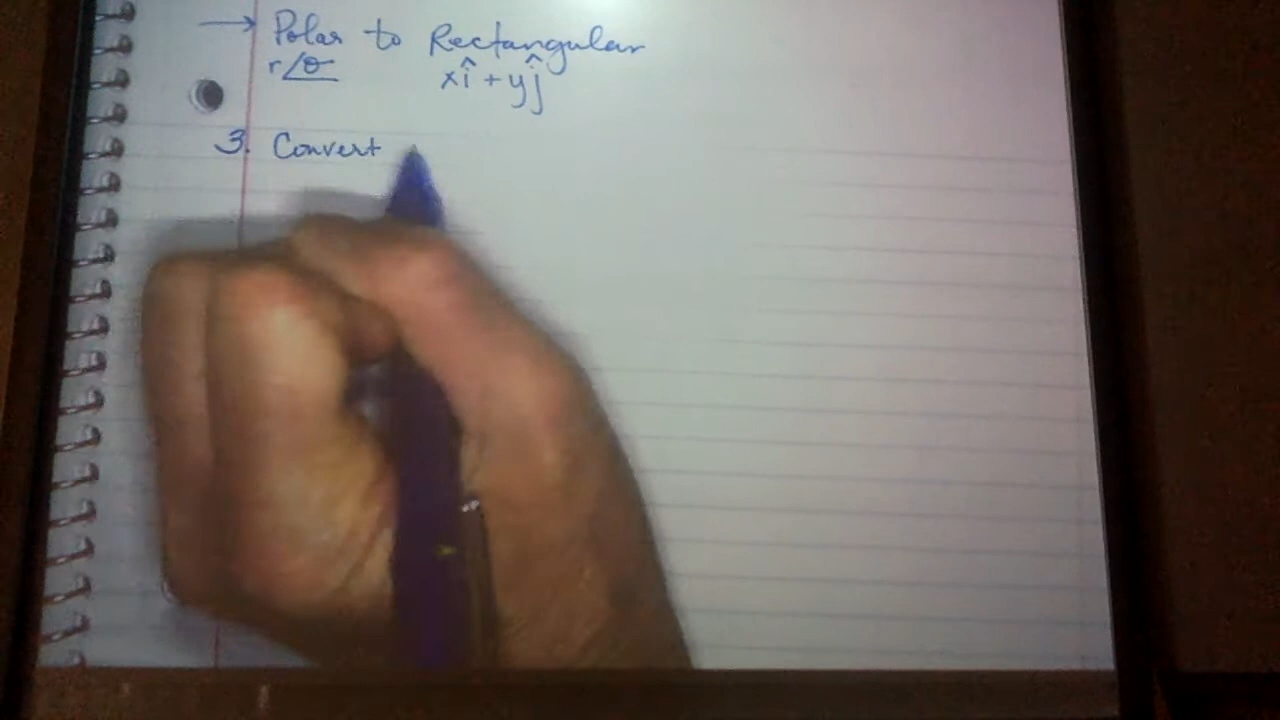 → Polar to Rectangular
r/θ xî + yĵ
3. Convert